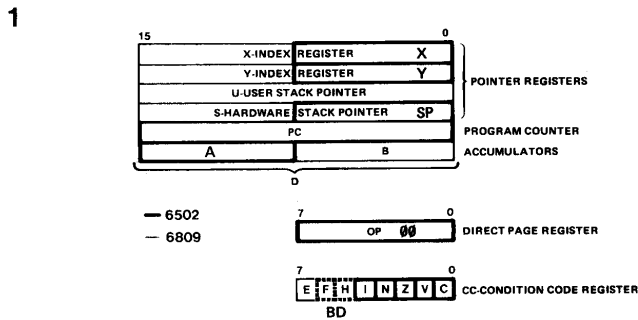 1
15 0
X-INDEX REGISTER X
Y-INDEX REGISTER Y
POINTER REGISTERS
U-USER STACK POINTER
S-HARDWARE STACK POINTER SP
PC PROGRAM COUNTER
A B ACCUMULATORS
D
6502
6809
7 0
OP 00 DIRECT PAGE REGISTER
7 0
E F H I N Z V C CC-CONDITION CODE REGISTER
BD